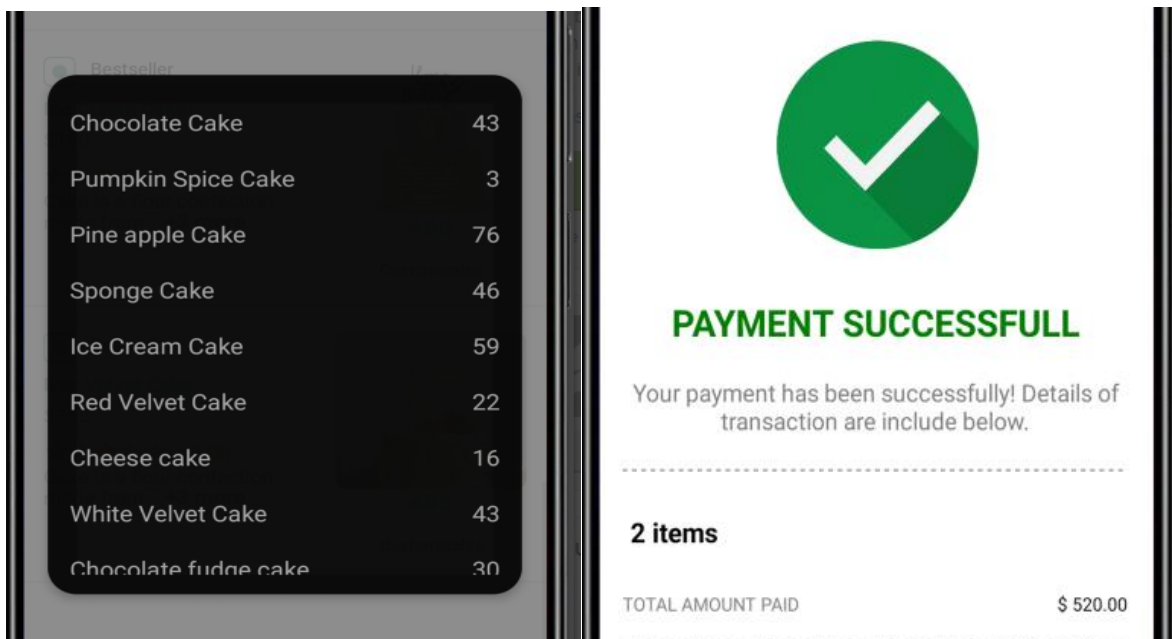 Bestseller
Chocolate Cake 43
Pumpkin Spice Cake 3
Pine apple Cake 76
Sponge Cake 46
Ice Cream Cake 59
Red Velvet Cake 22
Cheese cake 16
White Velvet Cake 43
Chocolate fudge cake 30
PAYMENT SUCCESSFULL
Your payment has been successfully! Details of
transaction are include below.
2 items
TOTAL AMOUNT PAID $ 520.00